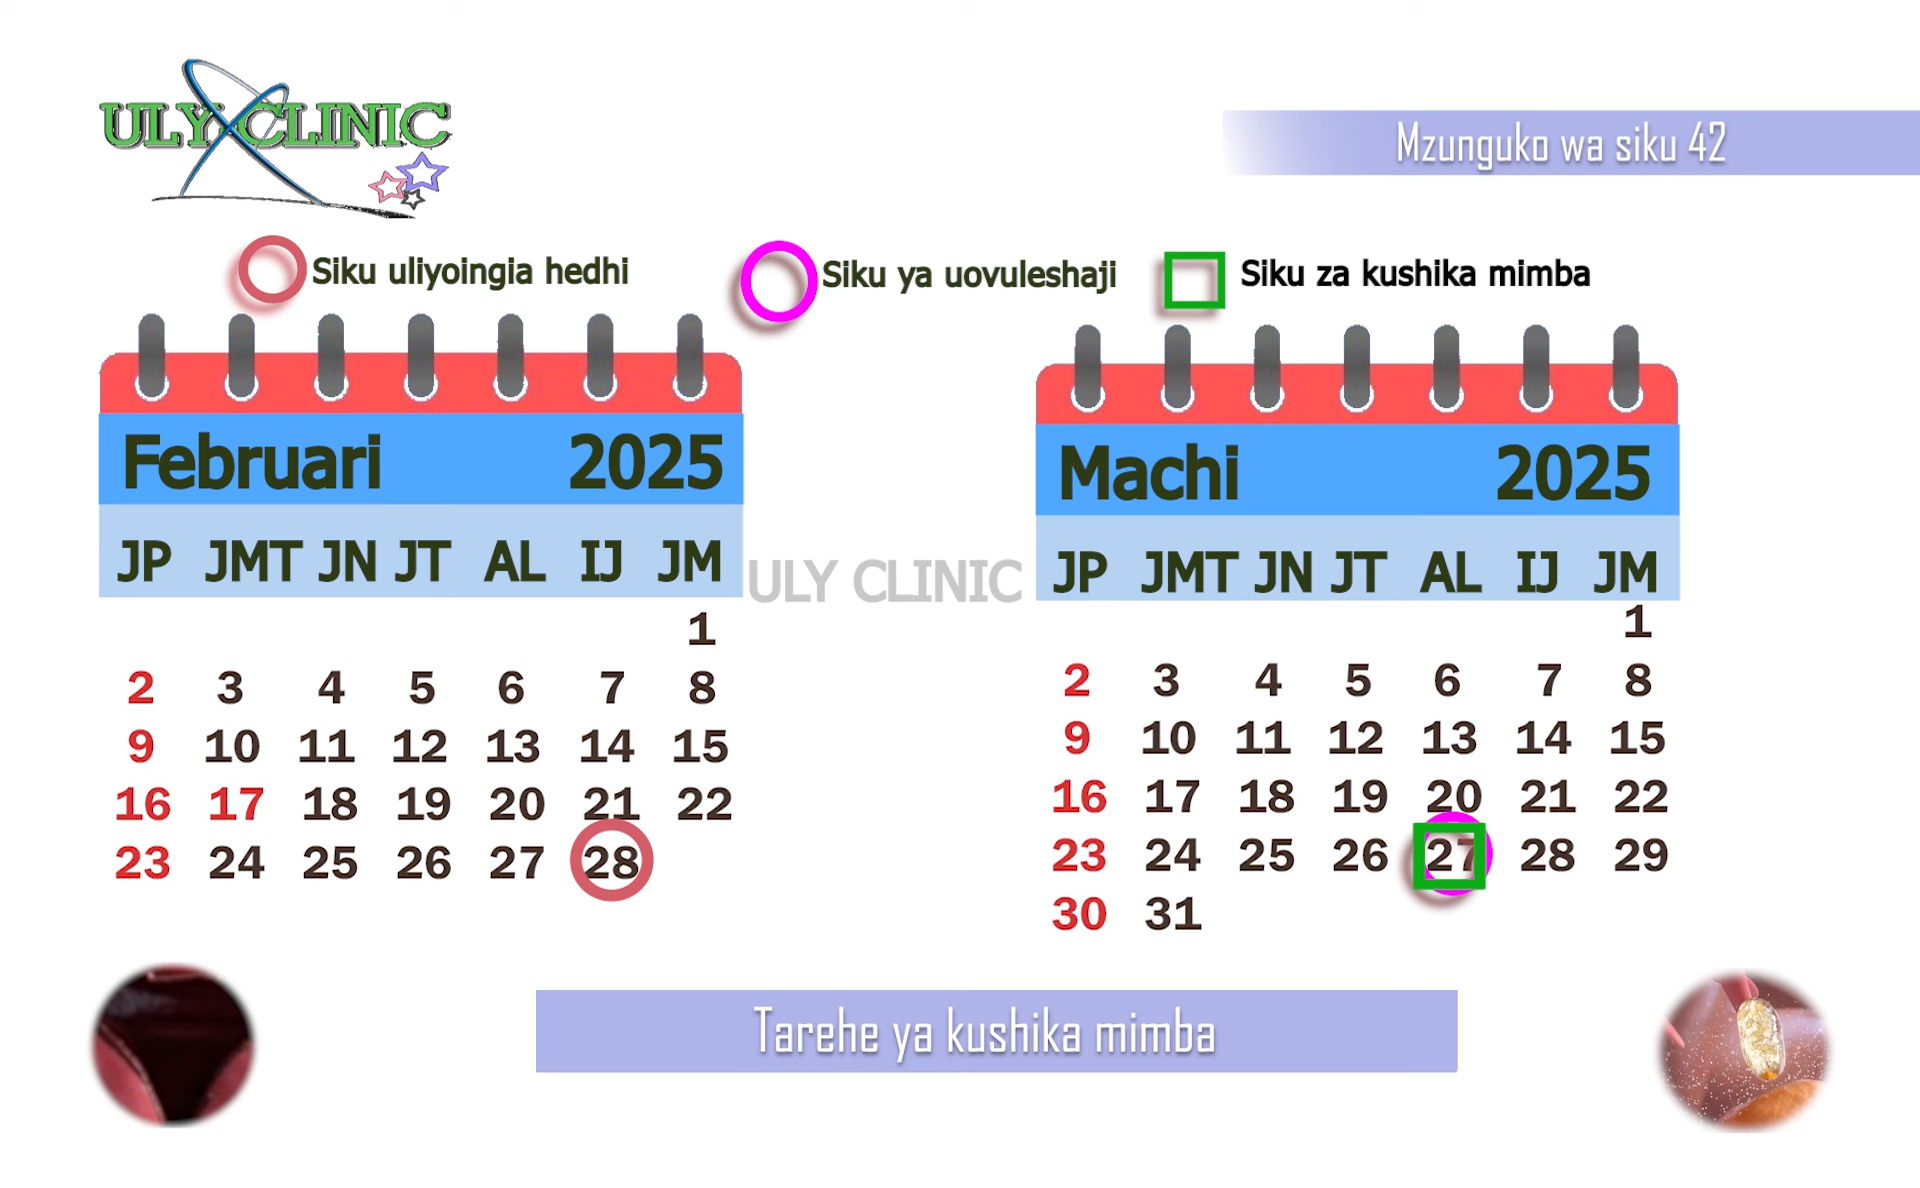 ULY CLINIC
Mzunguko wa siku 42
Siku uliyoingia hedhi
Siku ya uovuleshaji
Siku za kushika mimba
Februari 2025
JP JMT JN JT AL IJ JM
1
2 3 4 5 6 7 8
9 10 11 12 13 14 15
16 17 18 19 20 21 22
23 24 25 26 27 28
ULY CLINIC
Machi 2025
JP JMT JN JT AL IJ JM
1
2 3 4 5 6 7 8
9 10 11 12 13 14 15
16 17 18 19 20 21 22
23 24 25 26 27 28 29
30 31
Tarehe ya kushika mimba